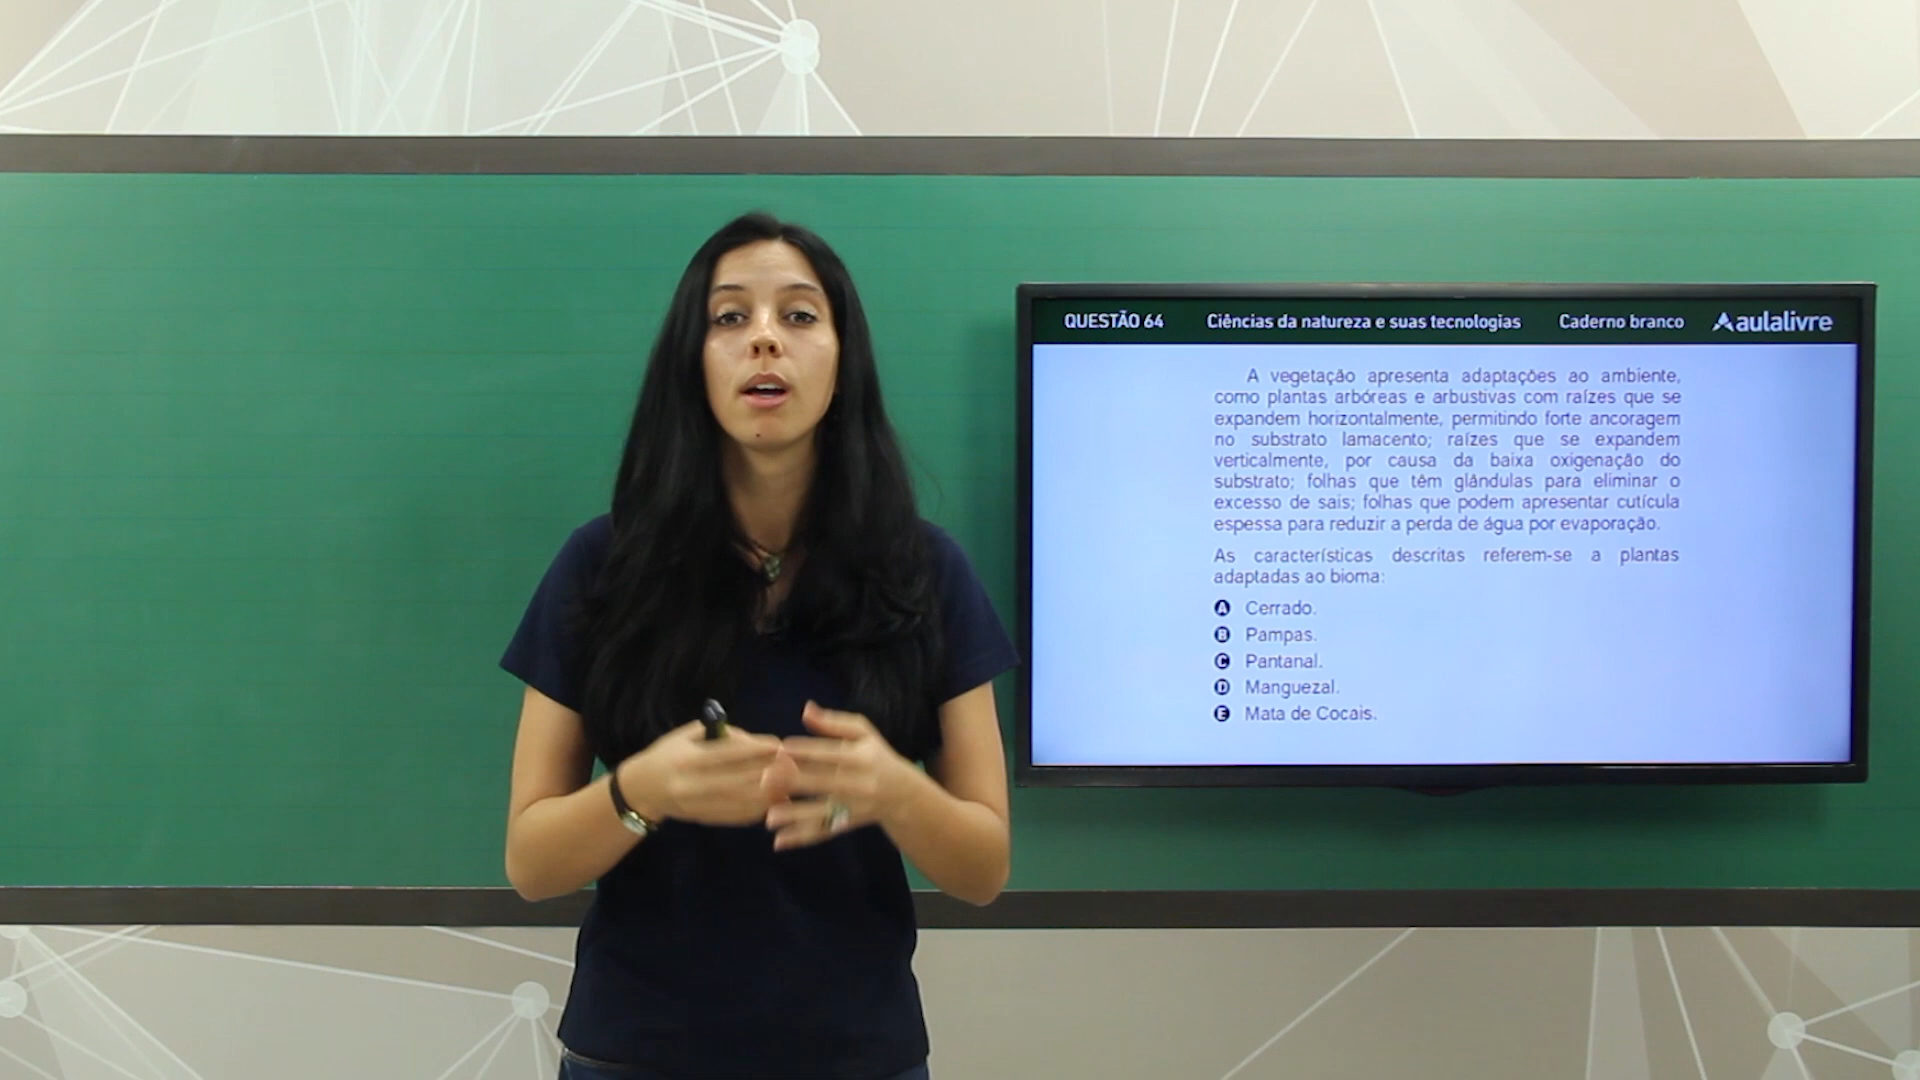 QUESTÃO 64 Ciências da natureza e suas tecnologias Caderno branco aulalivre
A vegetação apresenta adaptações ao ambiente,
como plantas arbóreas e arbustivas com raízes que se
expandem horizontalmente, permitindo forte ancoragem
no substrato lamacento; raízes que se expandem
verticalmente, por causa da baixa oxigenação do
substrato; folhas que têm glândulas para eliminar o
excesso de sais; folhas que podem apresentar cutícula
espessa para reduzir a perda de água por evaporação.
As características descritas referem-se a plantas
adaptadas ao bioma:
A Cerrado.
B Pampas.
C Pantanal.
D Manguezal.
E Mata de Cocais.